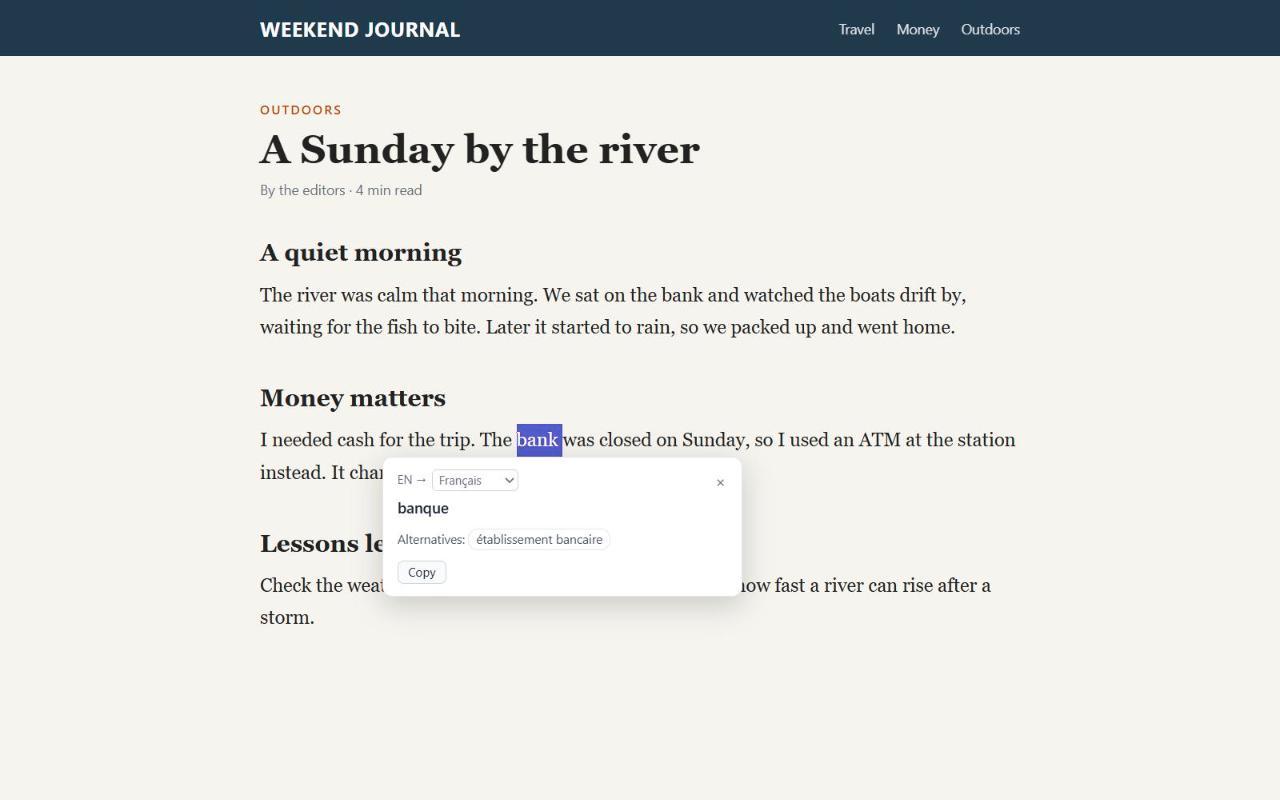 WEEKEND JOURNAL
Travel Money Outdoors
OUTDOORS
A Sunday by the river
By the editors · 4 min read
A quiet morning
The river was calm that morning. We sat on the bank and watched the boats drift by,
waiting for the fish to bite. Later it started to rain, so we packed up and went home.
Money matters
I needed cash for the trip. The bank was closed on Sunday, so I used an ATM at the station
instead. It
EN → Français
×
banque
Alternatives: établissement bancaire
Copy
Lessons
Check the
fast a river can rise after a
storm.